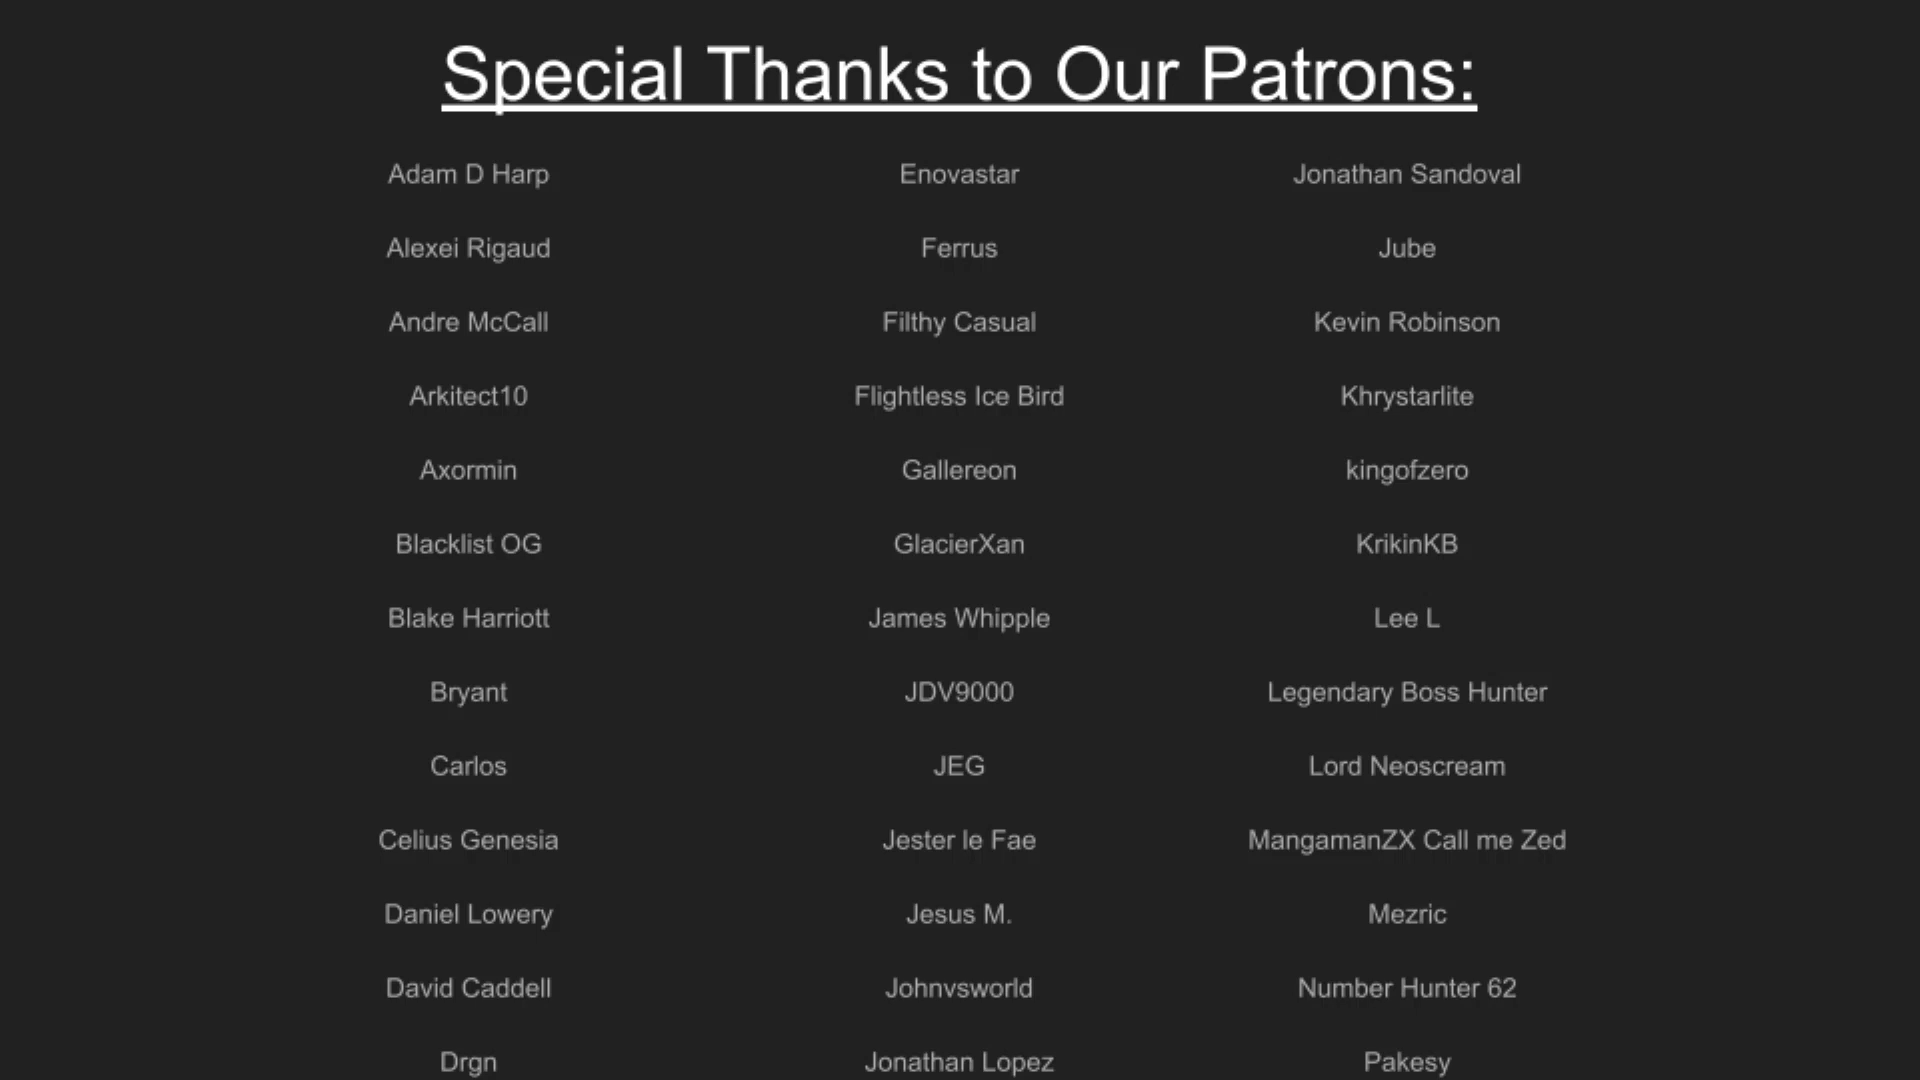 Special Thanks to Our Patrons:
Adam D Harp
Alexei Rigaud
Andre McCall
Arkitect10
Axormin
Blacklist OG
Blake Harriott
Bryant
Carlos
Celius Genesia
Daniel Lowery
David Caddell
Drgn
Enovastar
Ferrus
Filthy Casual
Flightless Ice Bird
Gallereon
GlacierXan
James Whipple
JDV9000
JEG
Jester le Fae
Jesus M.
Johnvsworld
Jonathan Lopez
Jonathan Sandoval
Jube
Kevin Robinson
Khrystarlite
kingofzero
KrikinKB
Lee L
Legendary Boss Hunter
Lord Neoscream
MangamanZX Call me Zed
Mezric
Number Hunter 62
Pakesy